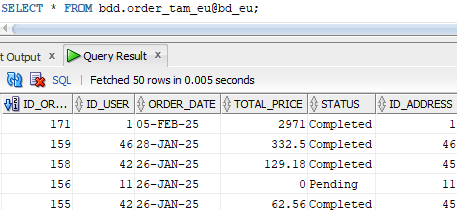 SELECT * FROM bdd.order_tam_eu@bd_eu;
t Output × Query Result ×
SQL | Fetched 50 rows in 0.005 seconds
ID_OR... ID_USER ORDER_DATE TOTAL_PRICE STATUS ID_ADDRESS
171 1 05-FEB-25 2971 Completed 1
159 46 28-JAN-25 332.5 Completed 46
158 42 26-JAN-25 129.18 Completed 45
156 11 26-JAN-25 0 Pending 11
155 42 26-JAN-25 62.56 Completed 45